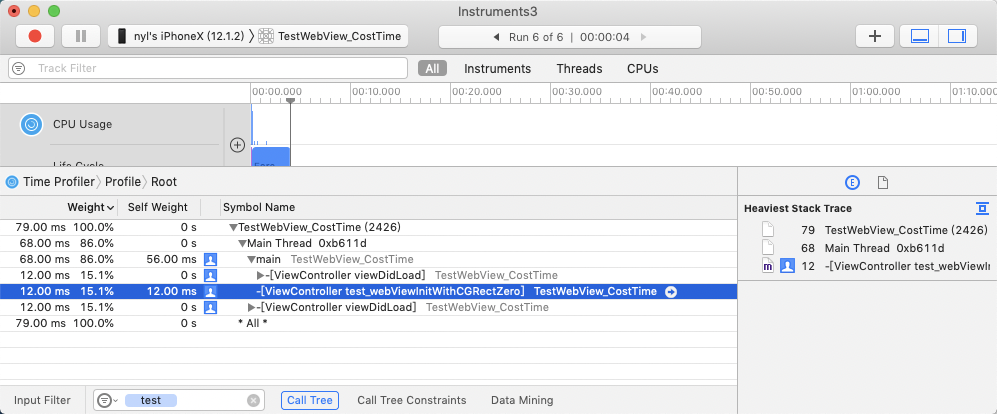 Instruments3
nyl's iPhoneX (12.1.2) TestWebView_CostTime
Run 6 of 6 | 00:00:04
Track Filter
All Instruments Threads CPUs
00:00.000 00:10.000 00:20.000 00:30.000 00:40.000 00:50.000 01:00.000 01:10.000
CPU Usage
Life Cycle
Time Profiler Profile Root
Weight Self Weight Symbol Name
79.00 ms 100.0% 0 s TestWebView_CostTime (2426)
68.00 ms 86.0% 0 s Main Thread 0xb611d
68.00 ms 86.0% 56.00 ms main TestWebView_CostTime
12.00 ms 15.1% 0 s -[ViewController viewDidLoad] TestWebView_CostTime
12.00 ms 15.1% 12.00 ms -[ViewController test_webViewInitWithCGRectZero] TestWebView_CostTime
12.00 ms 15.1% 0 s -[ViewController viewDidLoad] TestWebView_CostTime
79.00 ms 100.0% 0 s * All *
E
Heaviest Stack Trace
79 TestWebView_CostTime (2426)
68 Main Thread 0xb611d
m 12 -[ViewController test_webViewIn
Input Filter test Call Tree Call Tree Constraints Data Mining